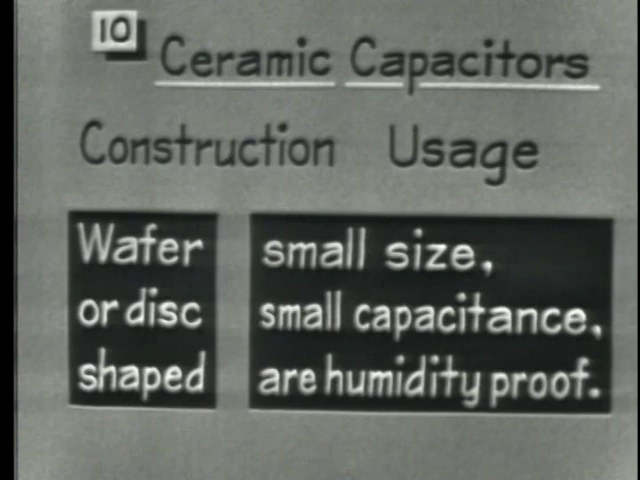 10
Ceramic Capacitors
Construction Usage
Wafer
or disc
shaped
small size,
small capacitance,
are humidity proof.